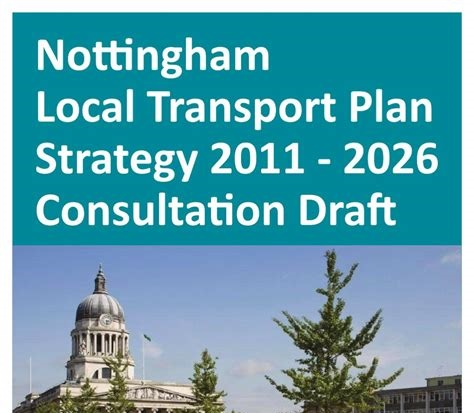 Nottingham
Local Transport Plan
Strategy 2011 - 2026
Consultation Draft